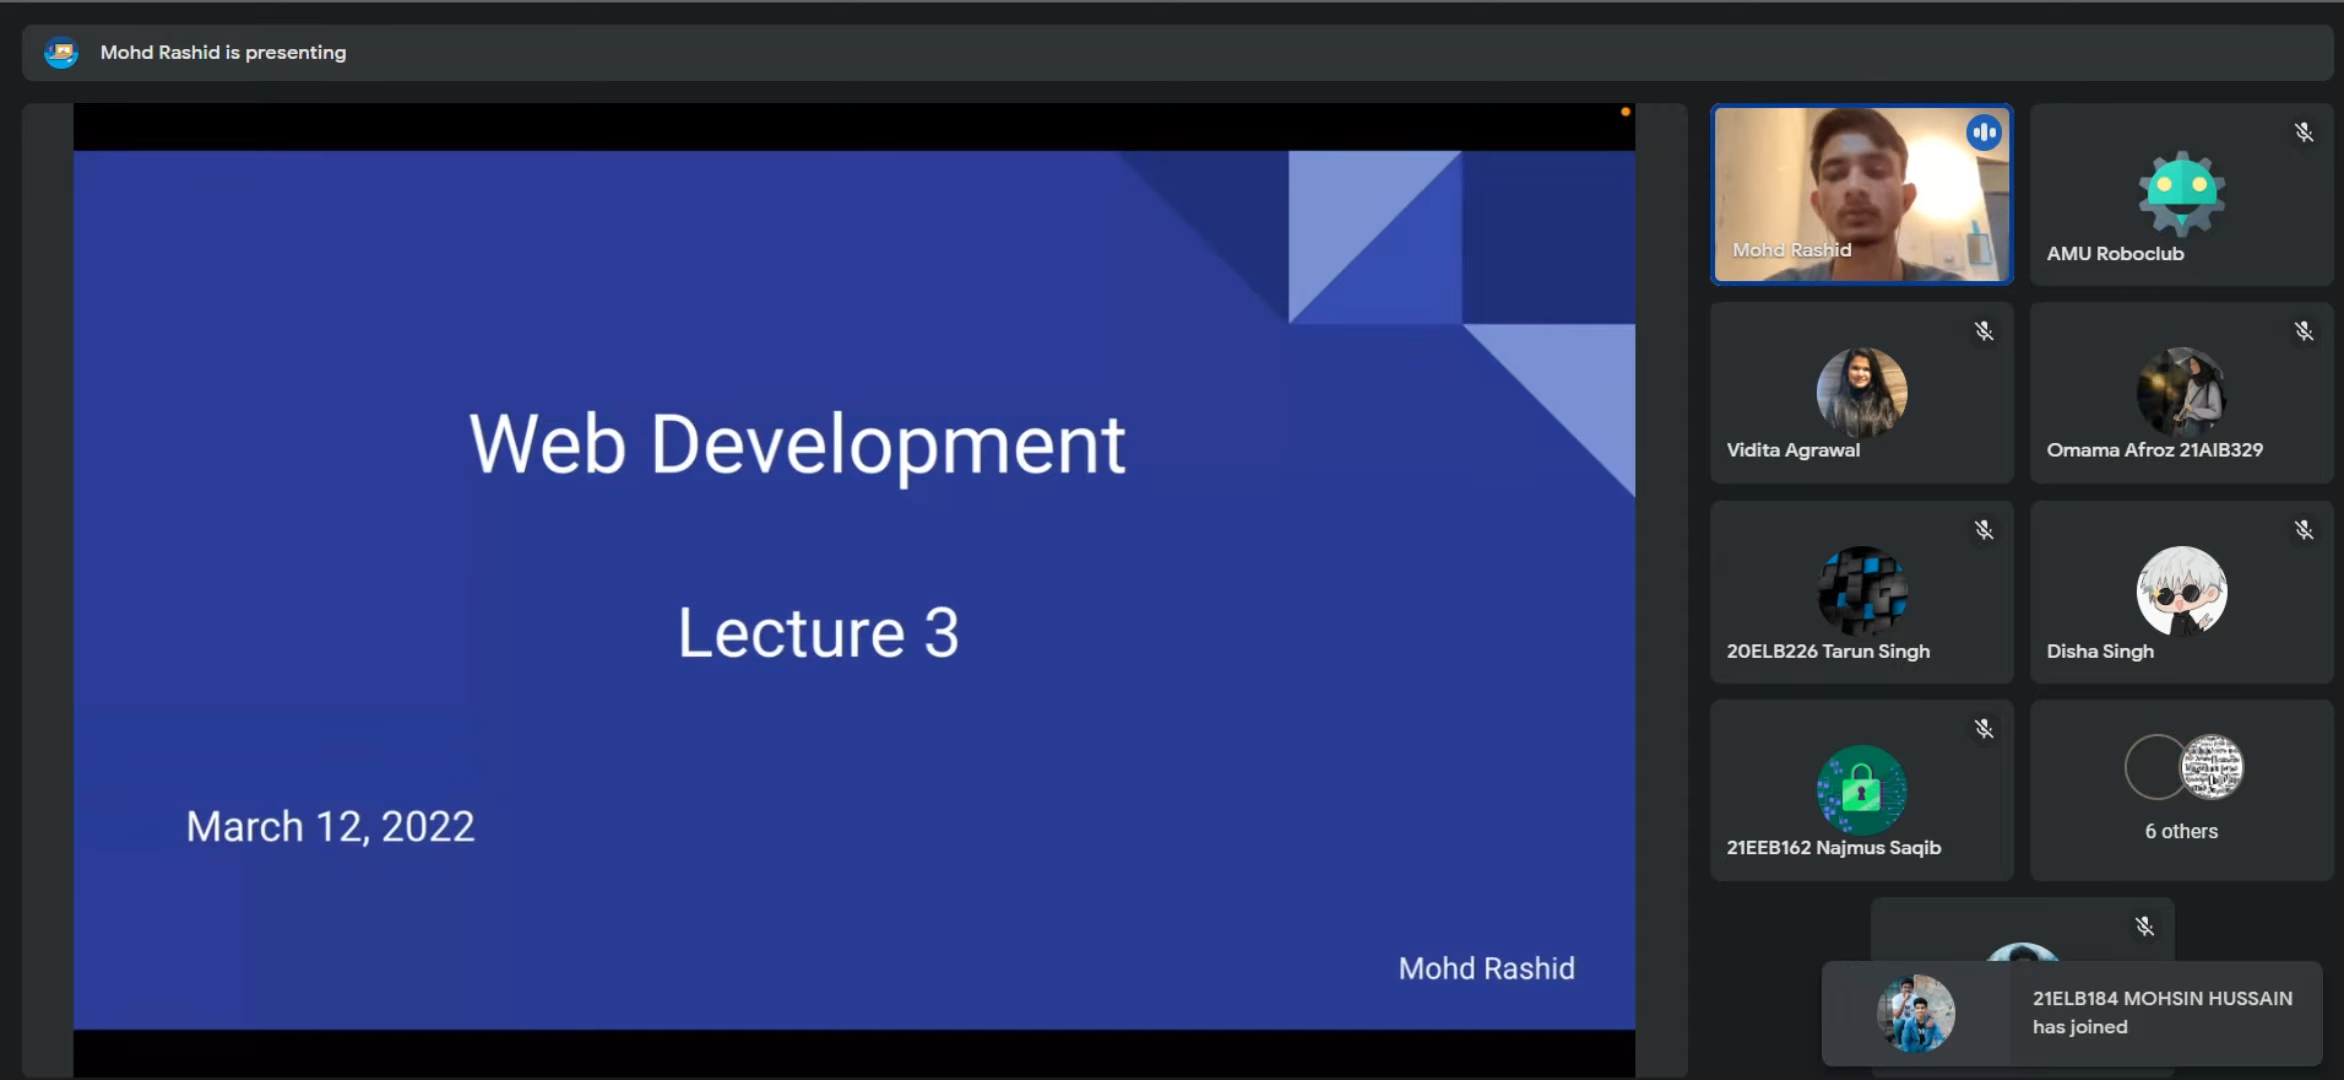 Mohd Rashid is presenting
Web Development
Lecture 3
March 12, 2022
Mohd Rashid
Mohd Rashid
AMU Roboclub
Vidita Agrawal
Omama Afroz 21AIB329
20ELB226 Tarun Singh
Disha Singh
21EEB162 Najmus Saqib
6 others
21ELB184 MOHSIN HUSSAIN
has joined